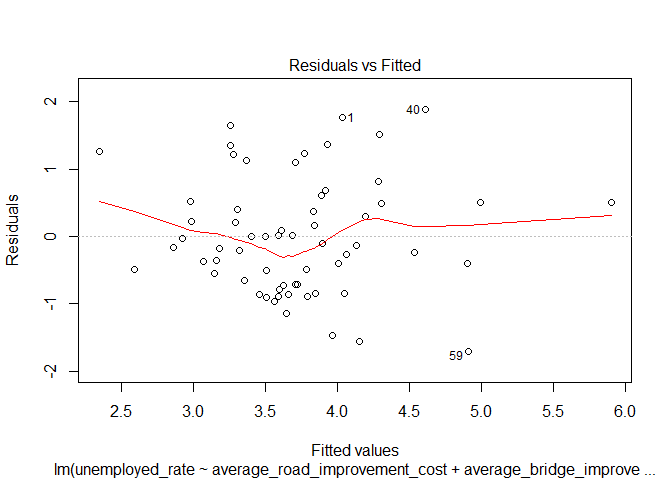 Residuals vs Fitted
Residuals
2
1
0
-1
-2
1
40
59
2.5 3.0 3.5 4.0 4.5 5.0 5.5 6.0
Fitted values
lm(unemployed_rate ~ average_road_improvement_cost + average_bridge_improve ...